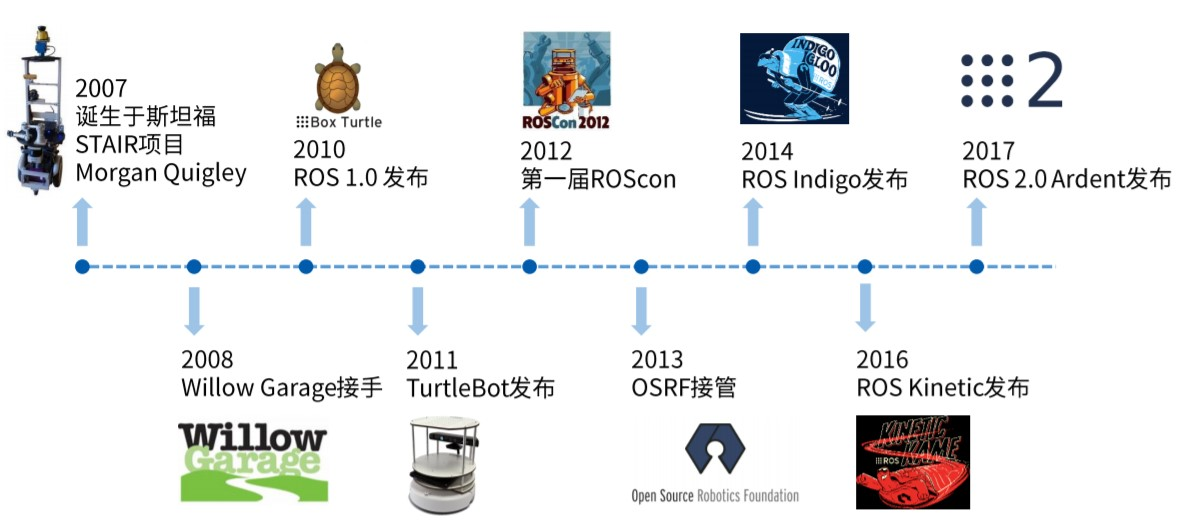 2007
诞生于斯坦福
STAIR项目
Morgan Quigley
Box Turtle
2010
ROS 1.0 发布
ROSCon 2012
2012
第一届ROScon
INDIGO
IGLOO
ROS
2014
ROS Indigo发布
2
2017
ROS 2.0 Ardent发布
2008
Willow Garage接手
Willow
Garage
2011
TurtleBot发布
2013
OSRF接管
Open Source Robotics Foundation
2016
ROS Kinetic发布
KINETIC
ROS
KAME